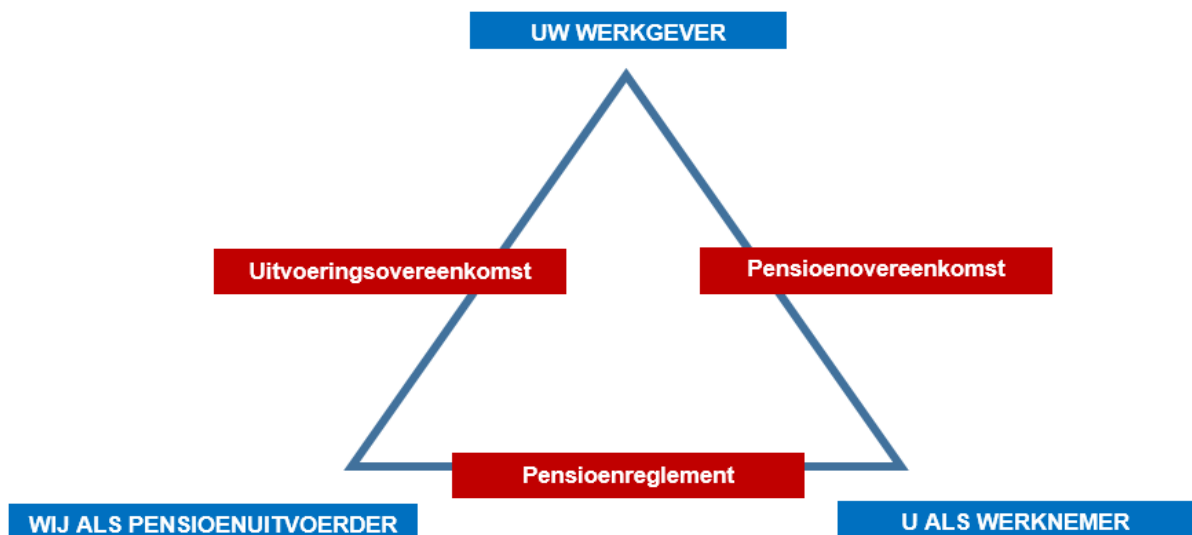 UW WERKGEVER
Uitvoeringsovereenkomst
Pensioenovereenkomst
Pensioenreglement
WIJ ALS PENSIOENUITVOERDER
U ALS WERKNEMER